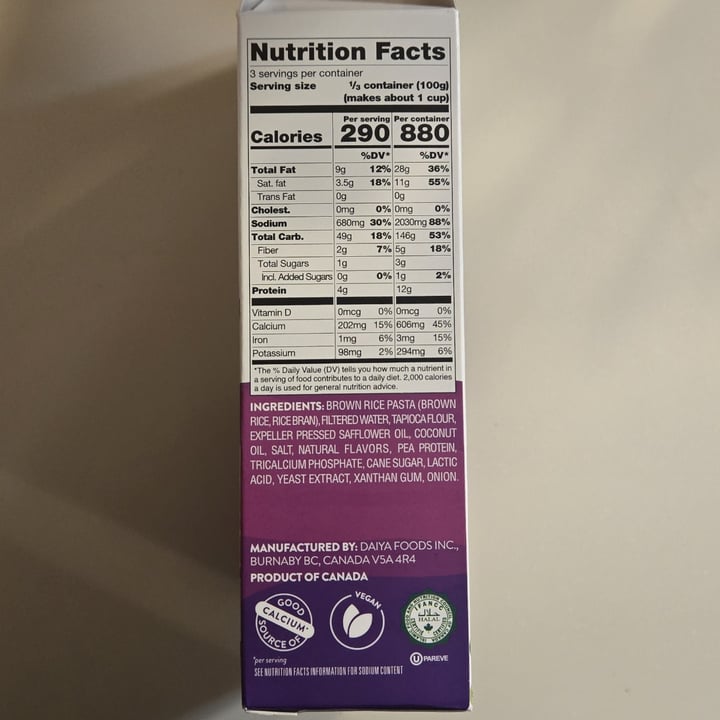 Nutrition Facts
3 servings per container
Serving size 1/3 container (100g)
(makes about 1 cup)
Per serving Per container
Calories 290 880
%DV* %DV*
Total Fat 9g 12% 28g 36%
Sat. fat 3.5g 18% 11g 55%
Trans Fat 0g 0g
Cholest. 0mg 0% 0mg 0%
Sodium 680mg 30% 2030mg 88%
Total Carb. 49g 18% 146g 53%
Fiber 2g 7% 5g 18%
Total Sugars 1g 3g
Incl. Added Sugars 0g 0% 1g 2%
Protein 4g 12g
Vitamin D 0mcg 0% 0mcg 0%
Calcium 202mg 15% 606mg 45%
Iron 1mg 6% 3mg 15%
Potassium 98mg 2% 294mg 6%
*The % Daily Value (DV) tells you how much a nutrient in
a serving of food contributes to a daily diet. 2,000 calories
a day is used for general nutrition advice.
INGREDIENTS: BROWN RICE PASTA (BROWN
RICE, RICE BRAN), FILTERED WATER, TAPIOCA FLOUR,
EXPELLER PRESSED SAFFLOWER OIL, COCONUT
OIL, SALT, NATURAL FLAVORS, PEA PROTEIN,
TRICALCIUM PHOSPHATE, CANE SUGAR, LACTIC
ACID, YEAST EXTRACT, XANTHAN GUM, ONION.
MANUFACTURED BY: DAIYA FOODS INC.,
BURNABY BC, CANADA V5A 4R4
PRODUCT OF CANADA
GOOD
SOURCE OF
CALCIUM*
VEGAN
IFANCC
HALAL
U PAREVE
*per serving
SEE NUTRITION FACTS INFORMATION FOR SODIUM CONTENT